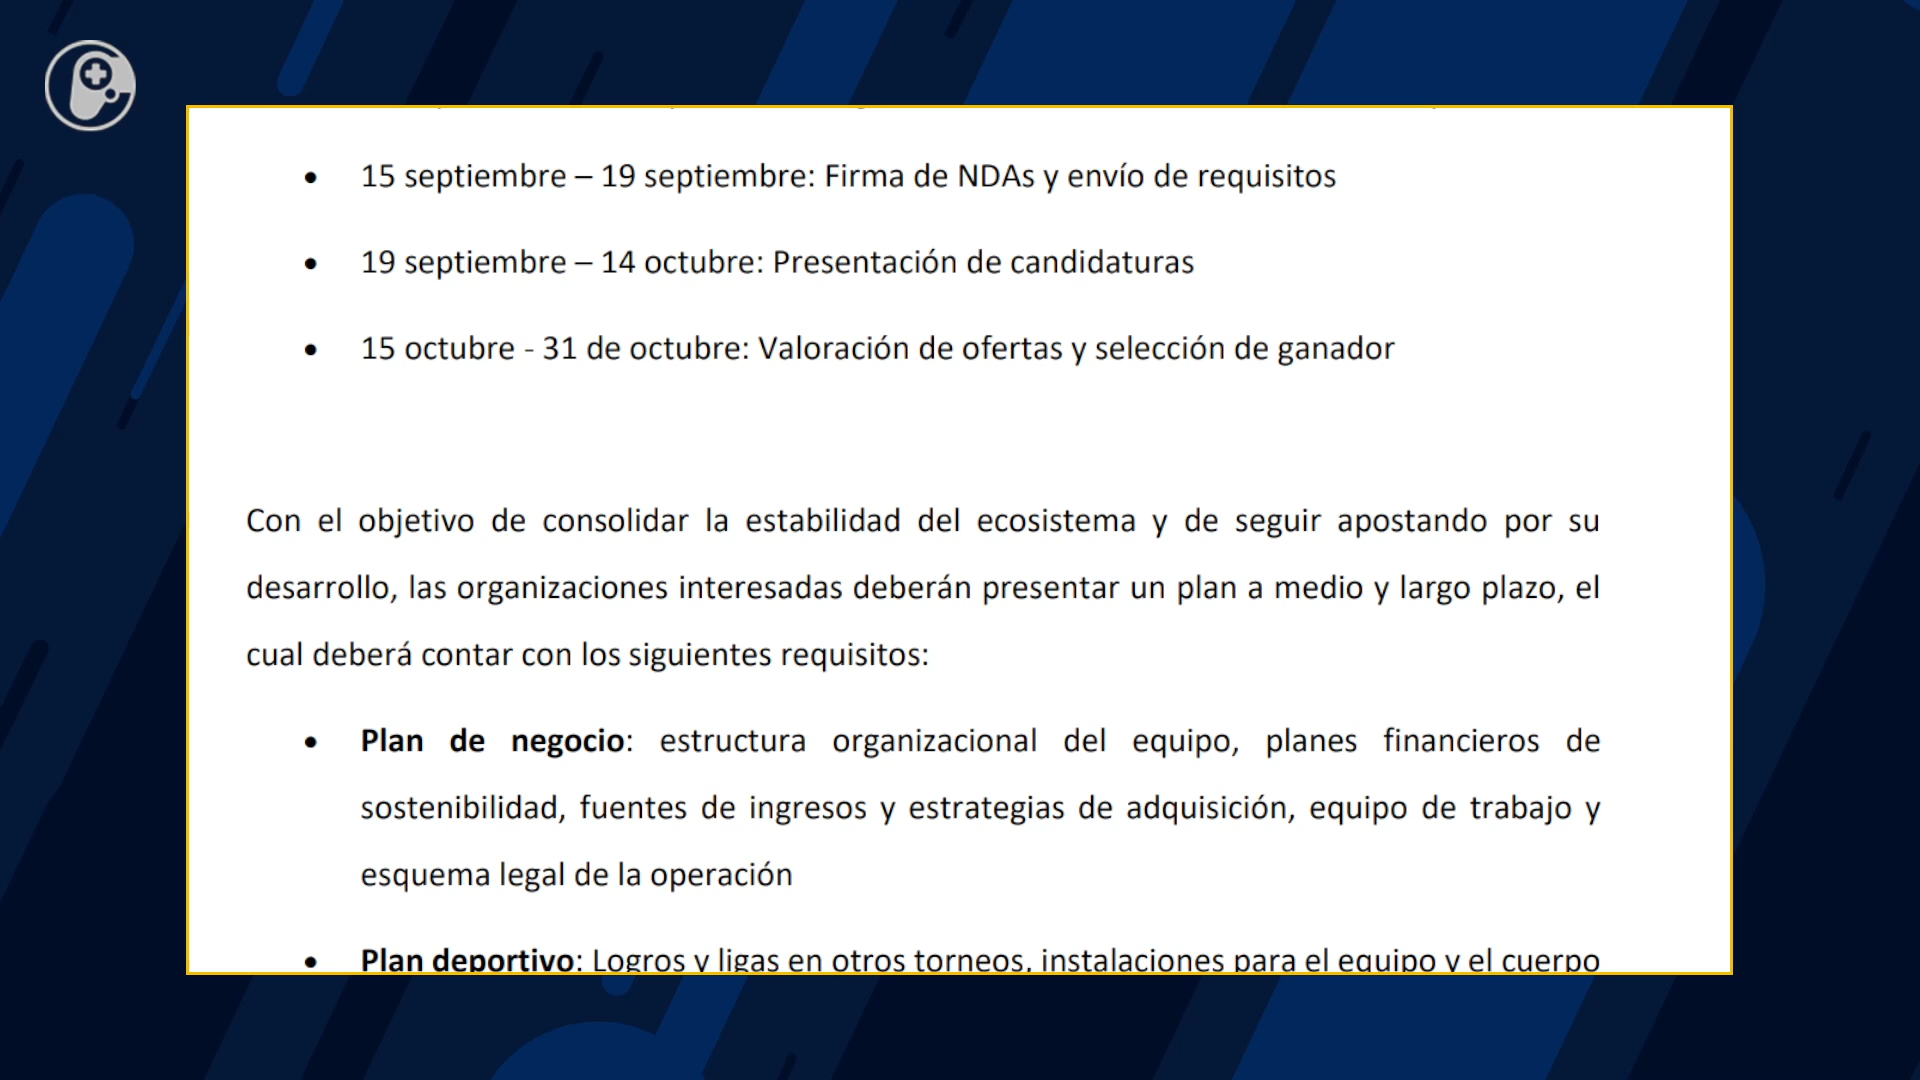 • 15 septiembre – 19 septiembre: Firma de NDAs y envío de requisitos
• 19 septiembre – 14 octubre: Presentación de candidaturas
• 15 octubre - 31 de octubre: Valoración de ofertas y selección de ganador
Con el objetivo de consolidar la estabilidad del ecosistema y de seguir apostando por su
desarrollo, las organizaciones interesadas deberán presentar un plan a medio y largo plazo, el
cual deberá contar con los siguientes requisitos:
• Plan de negocio: estructura organizacional del equipo, planes financieros de
sostenibilidad, fuentes de ingresos y estrategias de adquisición, equipo de trabajo y
esquema legal de la operación
• Plan deportivo: Logros y ligas en otros torneos, instalaciones para el equipo y el cuerpo